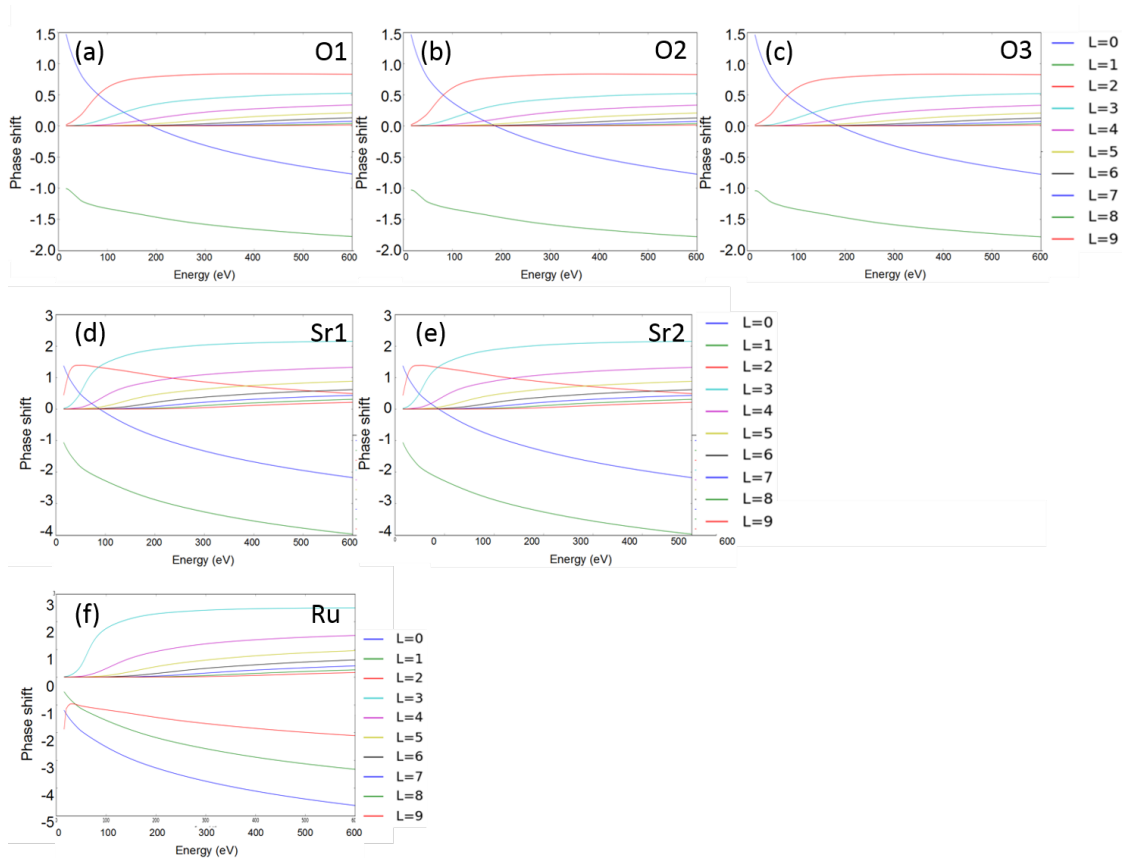 (a) O1
1.5
1.0
0.5
0.0
-0.5
-1.0
-1.5
-2.0
Phase shift
0 100 200 300 400 500 600
Energy (eV)
(b) O2
1.5
1.0
0.5
0.0
-0.5
-1.0
-1.5
-2.0
Phase shift
0 100 200 300 400 500 600
Energy (eV)
(c) O3
1.5
1.0
0.5
0.0
-0.5
-1.0
-1.5
-2.0
Phase shift
0 100 200 300 400 500 600
Energy (eV)
L=0
L=1
L=2
L=3
L=4
L=5
L=6
L=7
L=8
L=9
(d) Sr1
3
2
1
0
-1
-2
-3
-4
Phase shift
0 100 200 300 400 500 600
Energy (eV)
(e) Sr2
3
2
1
0
-1
-2
-3
-4
Phase shift
0 0 100 200 300 400 500 600
Energy (eV)
L=0
L=1
L=2
L=3
L=4
L=5
L=6
L=7
L=8
L=9
(f) Ru
3
2
1
0
-1
-2
-3
-4
-5
Phase shift
0 100 200 300 400 500 600
Energy (eV)
L=0
L=1
L=2
L=3
L=4
L=5
L=6
L=7
L=8
L=9